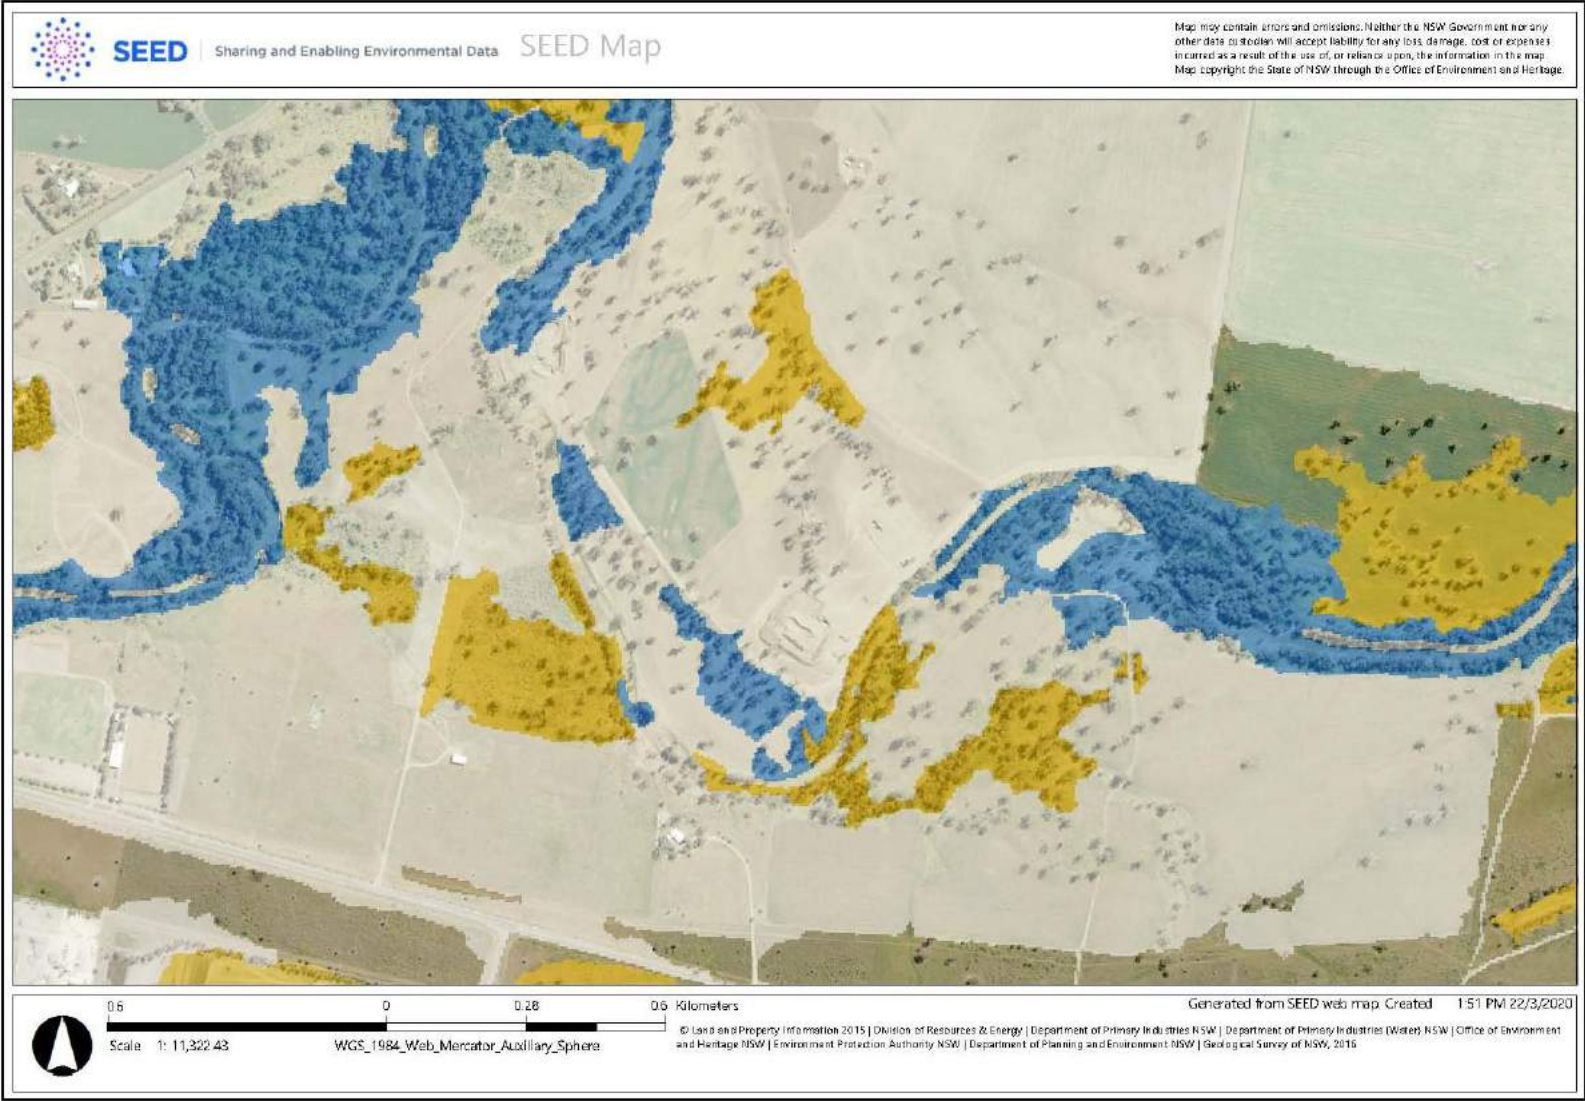 SEED
Sharing and Enabling Environmental Data
SEED Map
Map may contain errors and omissions. Neither the NSW Government nor any
other data custodian will accept liability for any loss, damage, cost or expenses
incurred as a result of the use of, or reliance upon, the information in the map.
Map copyright the State of NSW through the Office of Environment and Heritage.
0.6 0 0.28 0.6 Kilometers
Scale 1: 11,322.43
WGS_1984_Web_Mercator_Auxiliary_Sphere
Generated from SEED web map. Created 1:51 PM 22/3/2020
© Land and Property Information 2015 | Division of Resources & Energy | Department of Primary Industries NSW | Department of Primary Industries (Water) NSW | Office of Environment
and Heritage NSW | Environment Protection Authority NSW | Department of Planning and Environment NSW | Geological Survey of NSW, 2016